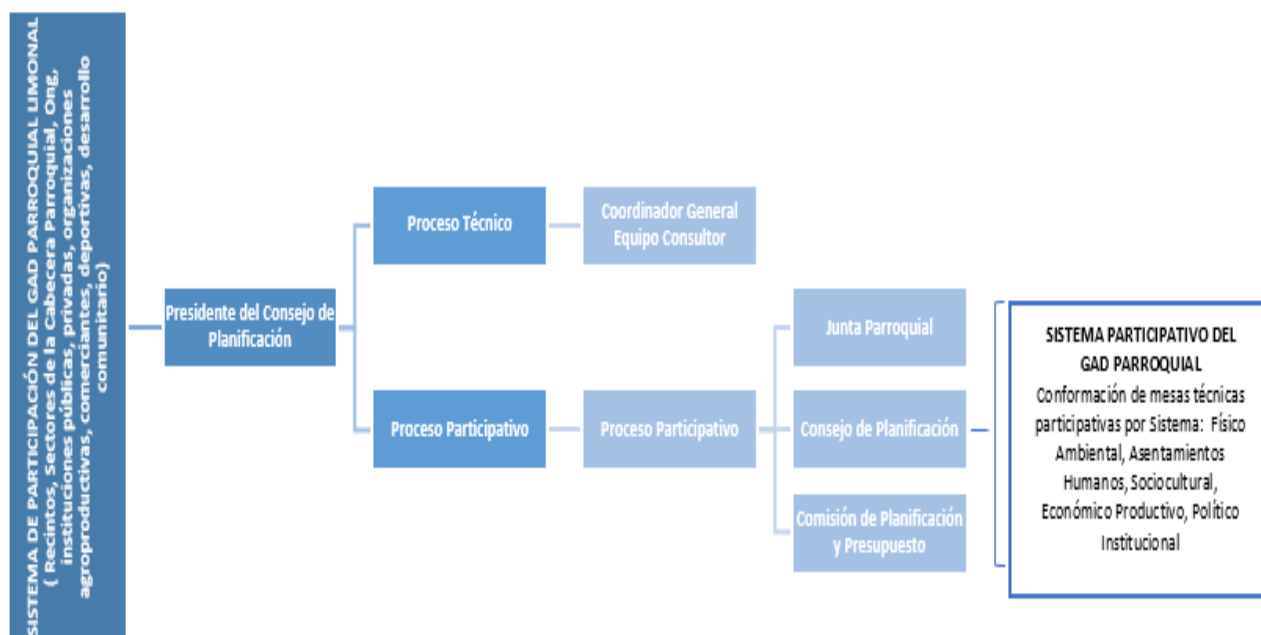 SISTEMA DE PARTICIPACIÓN DEL GAD PARROQUIAL LIMONAL
( Recintos, Sectores de la Cabecera Parroquial, Ong,
instituciones públicas, privadas, organizaciones
agroproductivas, comerciantes, deportivas, desarrollo
comunitario)
Presidente del Consejo de
Planificación
Proceso Técnico
Coordinador General
Equipo Consultor
Proceso Participativo
Proceso Participativo
Junta Parroquial
Consejo de Planificación
Comisión de Planificación
y Presupuesto
SISTEMA PARTICIPATIVO DEL
GAD PARROQUIAL
Conformación de mesas técnicas
participativas por Sistema: Físico
Ambiental, Asentamientos
Humanos, Sociocultural,
Económico Productivo, Político
Institucional